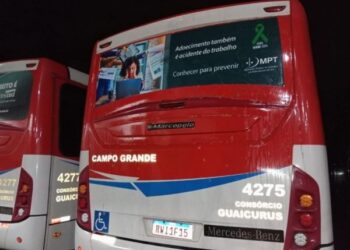 Adoecimento também
é acidente do trabalho
Conhecer para prevenir
MPT
Marcopolo
CAMPO GRANDE
4275
CONSÓRCIO
GUAICURUS
Mercedes-Benz
4277
CONSÓRCIO
GUAICURUS